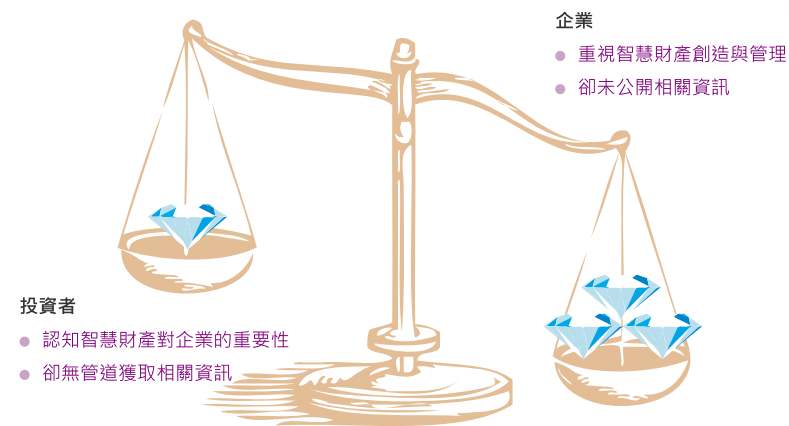 企業
重視智慧財產創造與管理
卻未公開相關資訊
投資者
認知智慧財產對企業的重要性
卻無管道獲取相關資訊